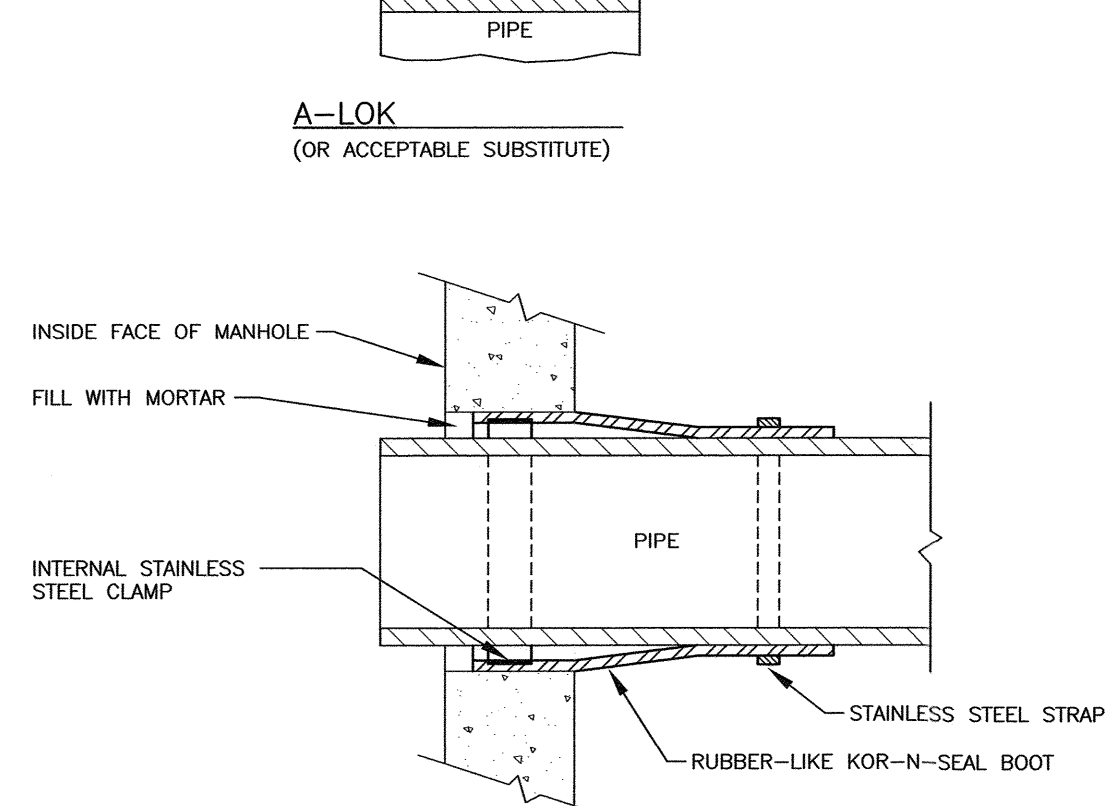 PIPE
A-LOK
(OR ACCEPTABLE SUBSTITUTE)
INSIDE FACE OF MANHOLE
FILL WITH MORTAR
PIPE
INTERNAL STAINLESS
STEEL CLAMP
STAINLESS STEEL STRAP
RUBBER-LIKE KOR-N-SEAL BOOT